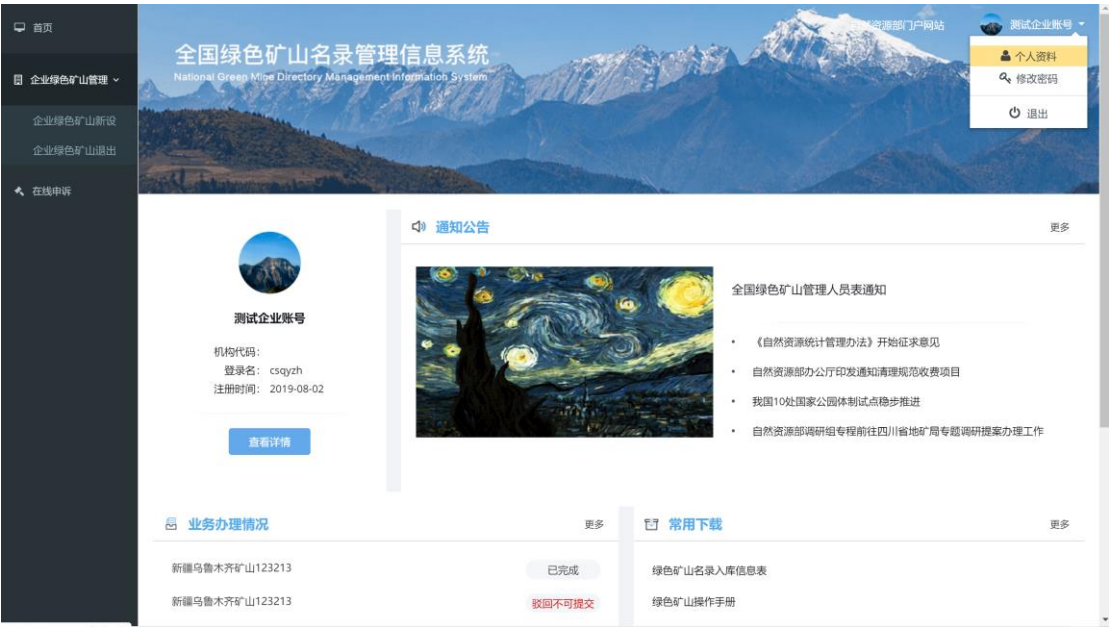 首页
企业绿色矿山管理
企业绿色矿山新设
企业绿色矿山退出
在线申诉
全国绿色矿山名录管理信息系统
National Green Mine Directory Management Information System
自然资源部门户网站
测试企业账号
个人资料
修改密码
退出
测试企业账号
机构代码：
登录名： csqyzh
注册时间： 2019-08-02
查看详情
通知公告
更多
全国绿色矿山管理人员表通知
• 《自然资源统计管理办法》开始征求意见
• 自然资源部办公厅印发通知清理规范收费项目
• 我国10处国家公园体制试点稳步推进
• 自然资源部调研组专程前往四川省地矿局专题调研提案办理工作
业务办理情况
更多
新疆乌鲁木齐矿山123213
已完成
新疆乌鲁木齐矿山123213
驳回不可提交
常用下载
更多
绿色矿山名录入库信息表
绿色矿山操作手册